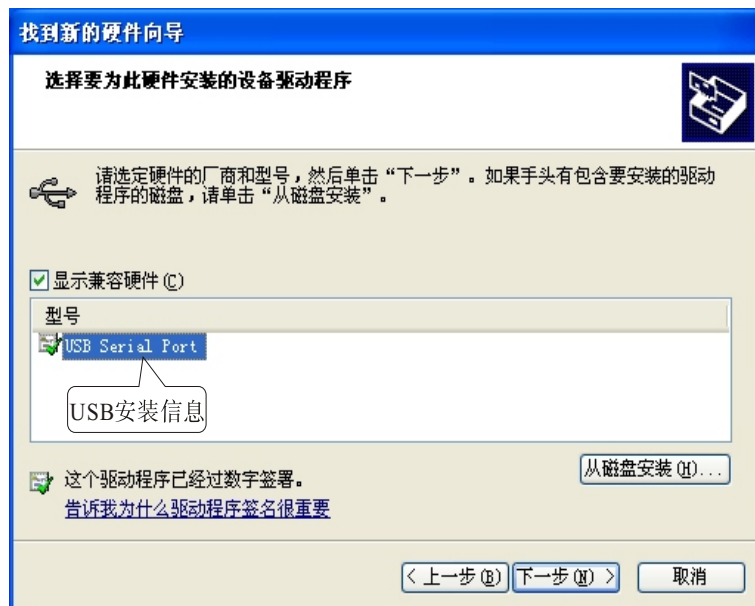 找到新的硬件向导
选择要为此硬件安装的设备驱动程序
请选定硬件的厂商和型号,然后单击“下一步”。如果手头有包含要安装的驱动
程序的磁盘,请单击“从磁盘安装”。
显示兼容硬件(C)
型号
USB Serial Port
USB安装信息
这个驱动程序已经过数字签署。
从磁盘安装(H)...
告诉我为什么驱动程序签名很重要
< 上一步(B) 下一步(N) > 取消